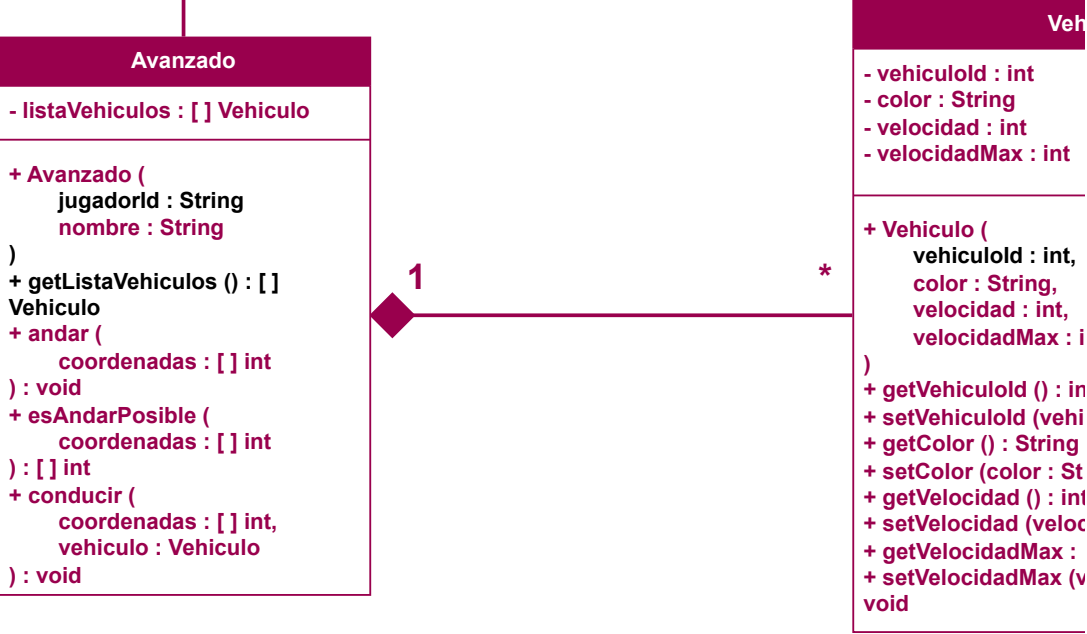 Avanzado
- listaVehiculos : [ ] Vehiculo
+ Avanzado (
jugadorId : String
nombre : String
)
+ getListaVehiculos () : [ ]
Vehiculo
+ andar (
coordenadas : [ ] int
) : void
+ esAndarPosible (
coordenadas : [ ] int
) : [ ] int
+ conducir (
coordenadas : [ ] int,
vehiculo : Vehiculo
) : void
1
*
Veh
- vehiculoId : int
- color : String
- velocidad : int
- velocidadMax : int
+ Vehiculo (
vehiculoId : int,
color : String,
velocidad : int,
velocidadMax : i
)
+ getVehiculoId () : in
+ setVehiculoId (vehi
+ getColor () : String
+ setColor (color : St
+ getVelocidad () : int
+ setVelocidad (veloc
+ getVelocidadMax :
+ setVelocidadMax (v
void